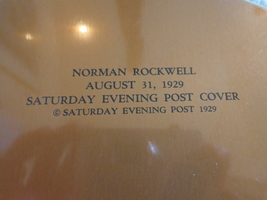 NORMAN ROCKWELL
AUGUST 31, 1929
SATURDAY EVENING POST COVER
© SATURDAY EVENING POST 1929